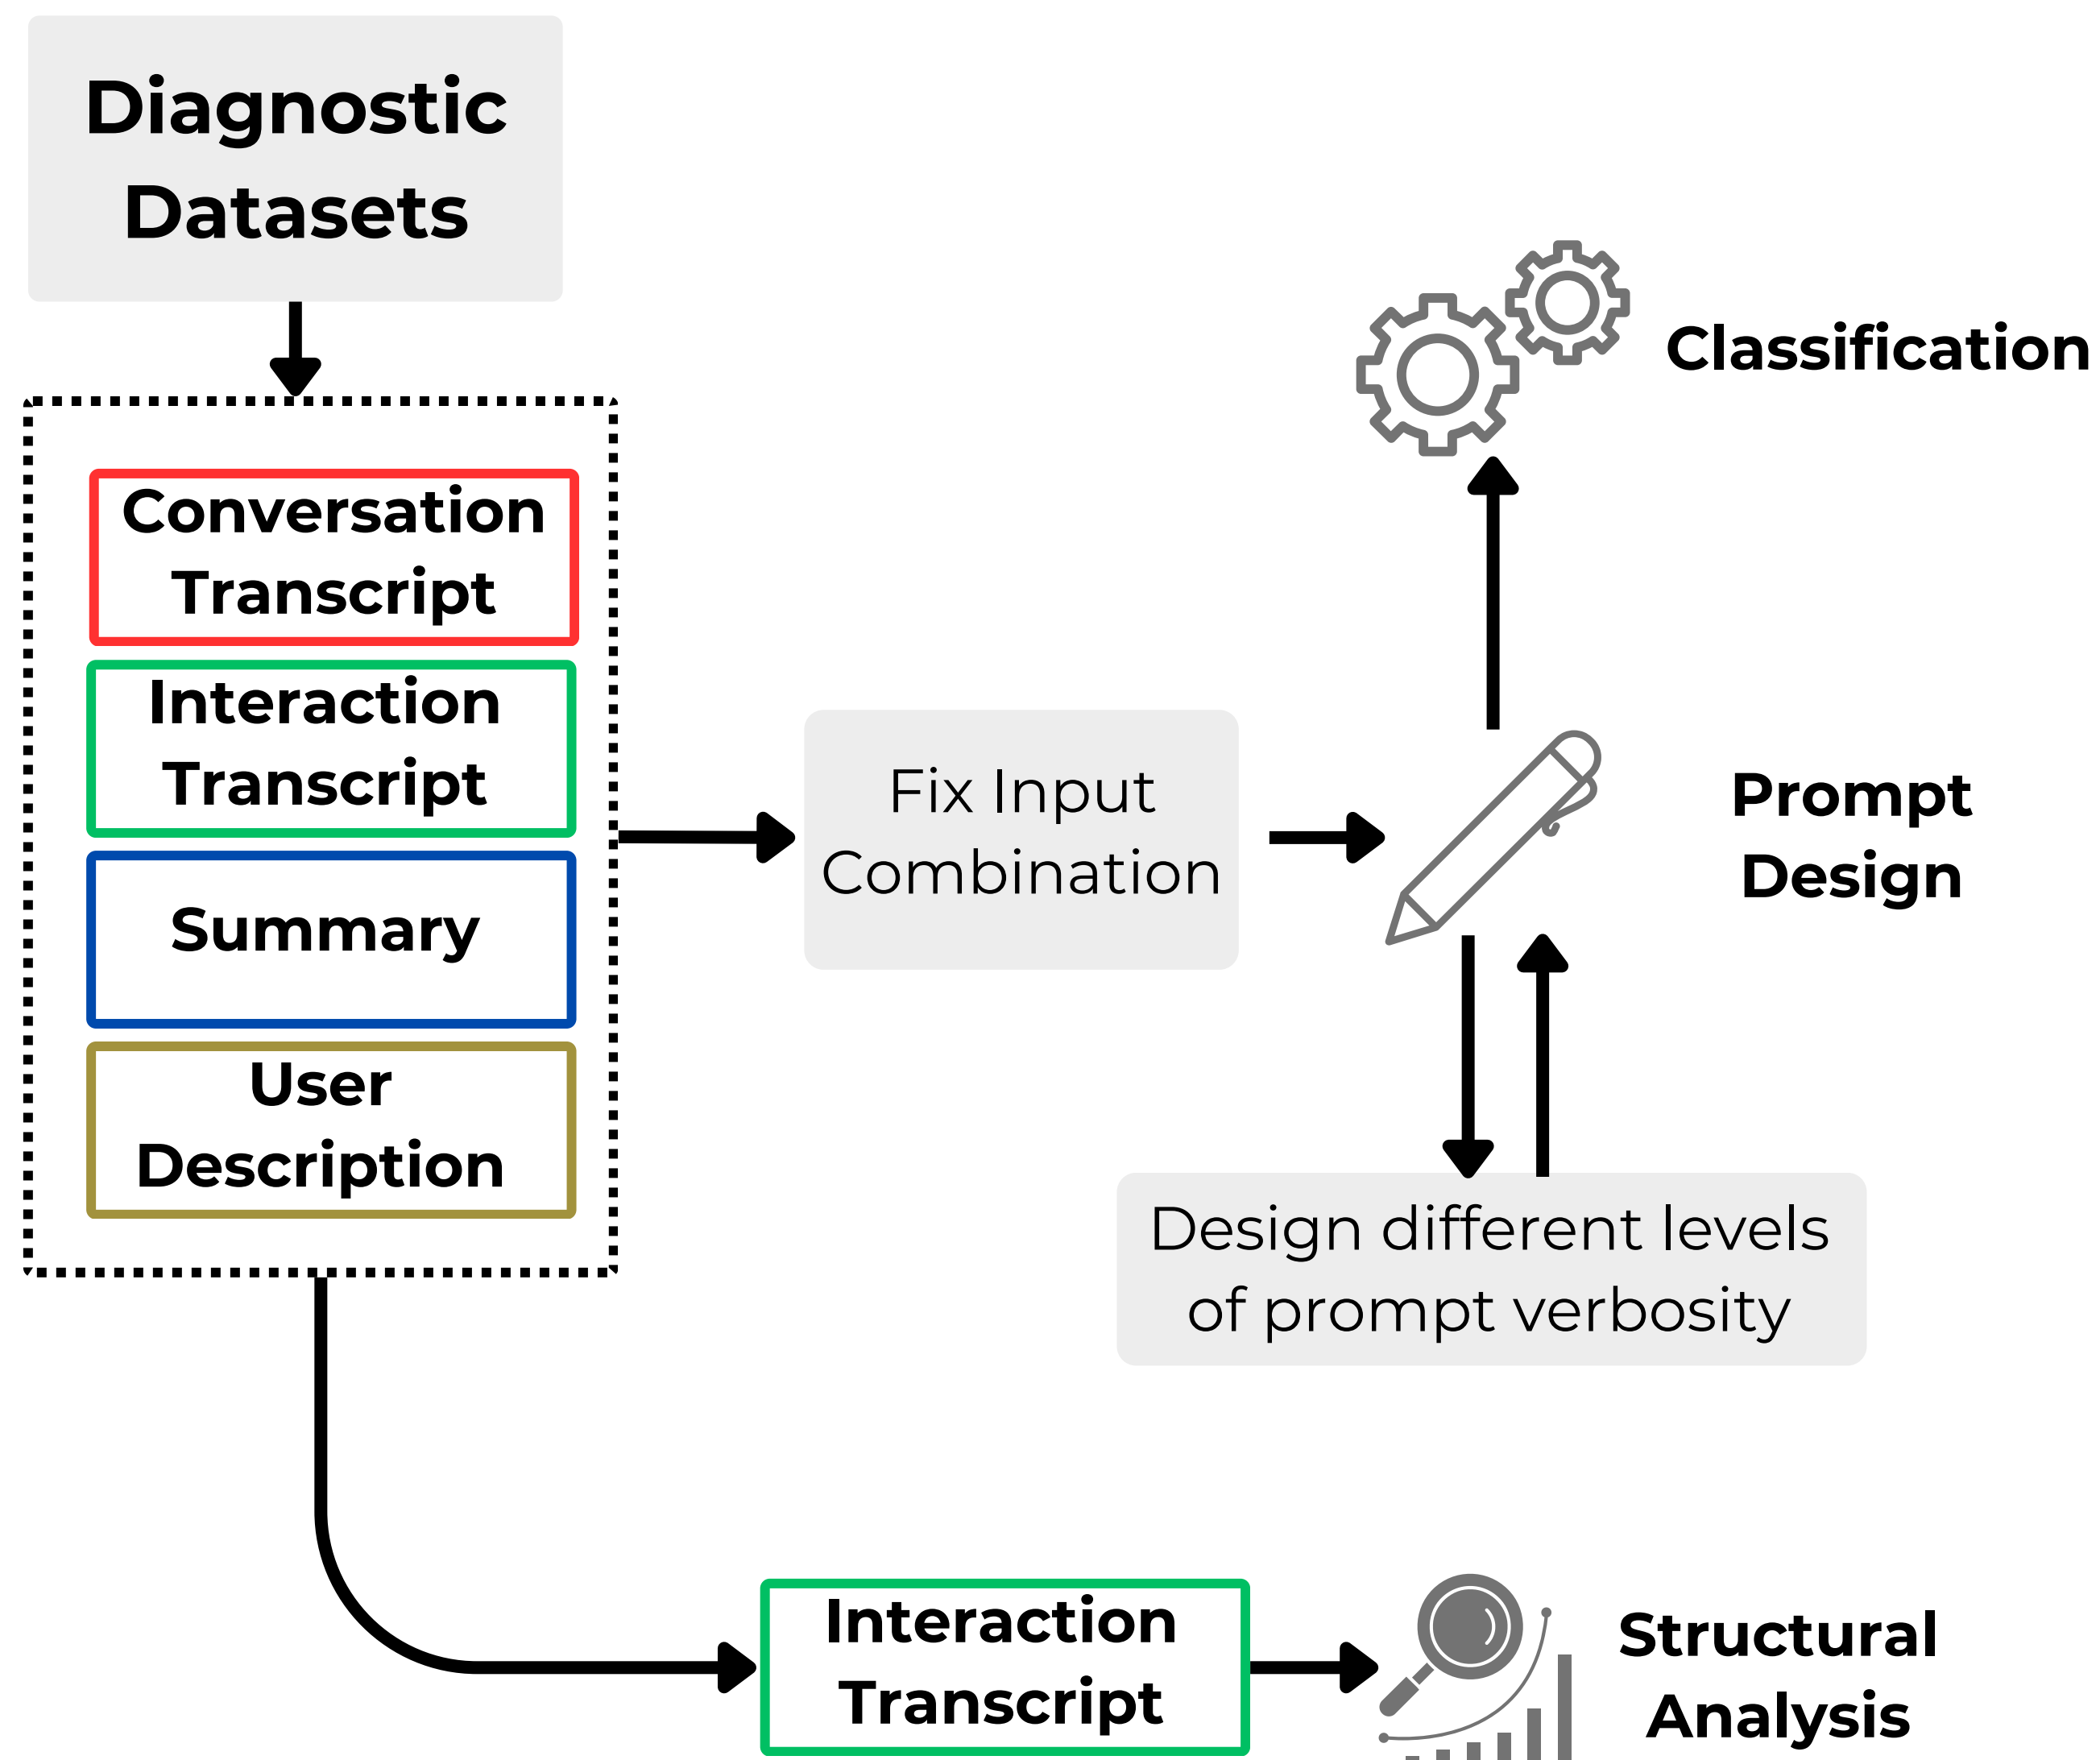 Diagnostic
Datasets
Conversation
Transcript
Interaction
Transcript
Summary
User
Description
Fix Input
Combination
Classification
Prompt
Design
Design different levels
of prompt verbosity
Interaction
Transcript
Structural
Analysis